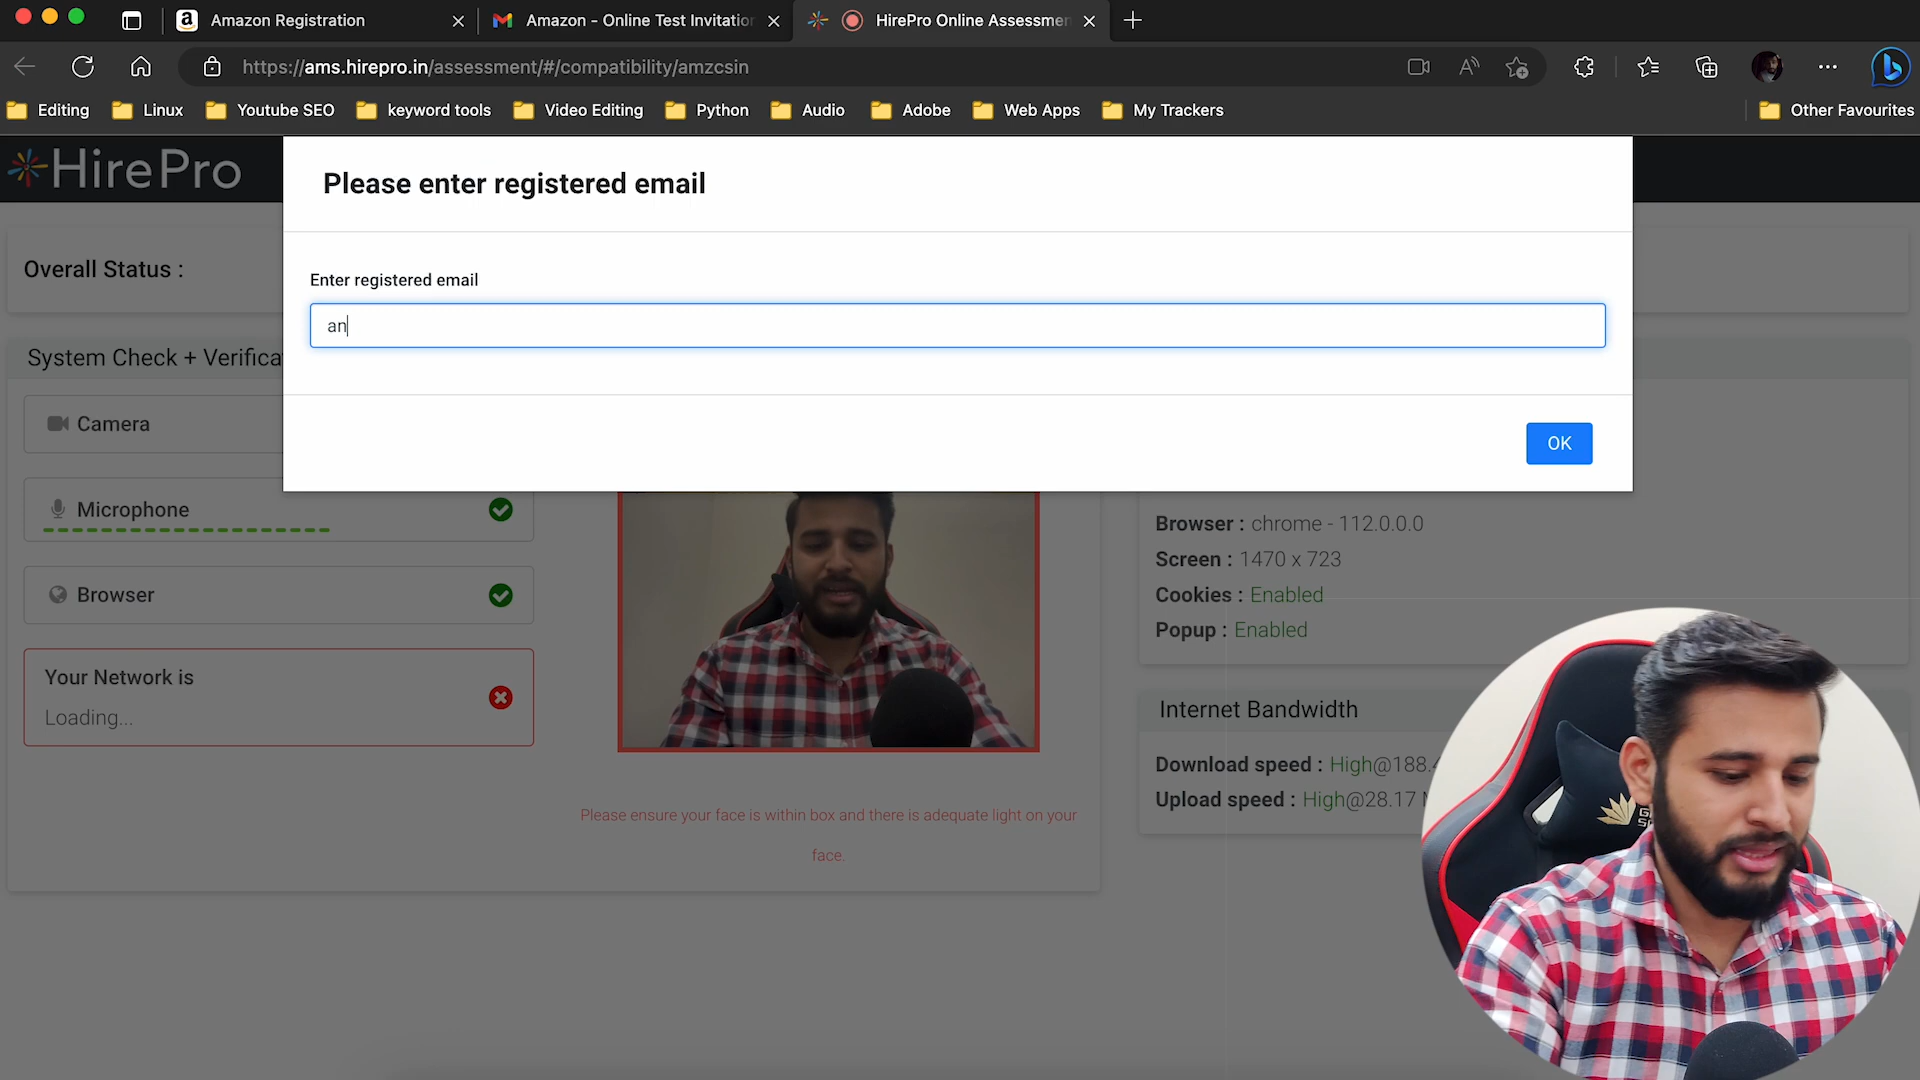 Amazon Registration
Amazon - Online Test Invitation
HirePro Online Assessmen
https://ams.hirepro.in/assessment/#/compatibility/amzcsin
Editing
Linux
Youtube SEO
keyword tools
Video Editing
Python
Audio
Adobe
Web Apps
My Trackers
Other Favourites
HirePro
Please enter registered email
Enter registered email
an
OK
Overall Status :
System Check + Verifica
Camera
Microphone
Browser
Your Network is
Loading...
Please ensure your face is within box and there is adequate light on your
face.
Browser : chrome - 112.0.0.0
Screen : 1470 x 723
Cookies : Enabled
Popup : Enabled
Internet Bandwidth
Download speed : High@188.4
Upload speed : High@28.17